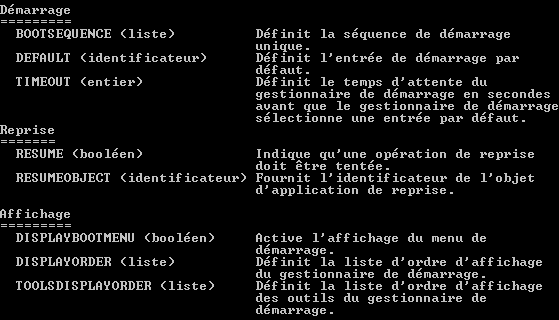 Démarrage
=========
BOOTSEQUENCE (liste) Définit la séquence de démarrage
unique.
DEFAULT (identificateur) Définit l'entrée de démarrage par
défaut.
TIMEOUT (entier) Définit le temps d'attente du
gestionnaire de démarrage en secondes
avant que le gestionnaire de démarrage
sélectionne une entrée par défaut.
Reprise
=======
RESUME (booléen) Indique qu'une opération de reprise
doit être tentée.
RESUMEOBJECT (identificateur) Fournit l'identificateur de l'objet
d'application de reprise.
Affichage
=========
DISPLAYBOOTMENU (booléen) Active l'affichage du menu de
démarrage.
DISPLAYORDER (liste) Définit la liste d'ordre d'affichage
du gestionnaire de démarrage.
TOOLSDISPLAYORDER (liste) Définit la liste d'ordre d'affichage
des outils du gestionnaire de
démarrage.